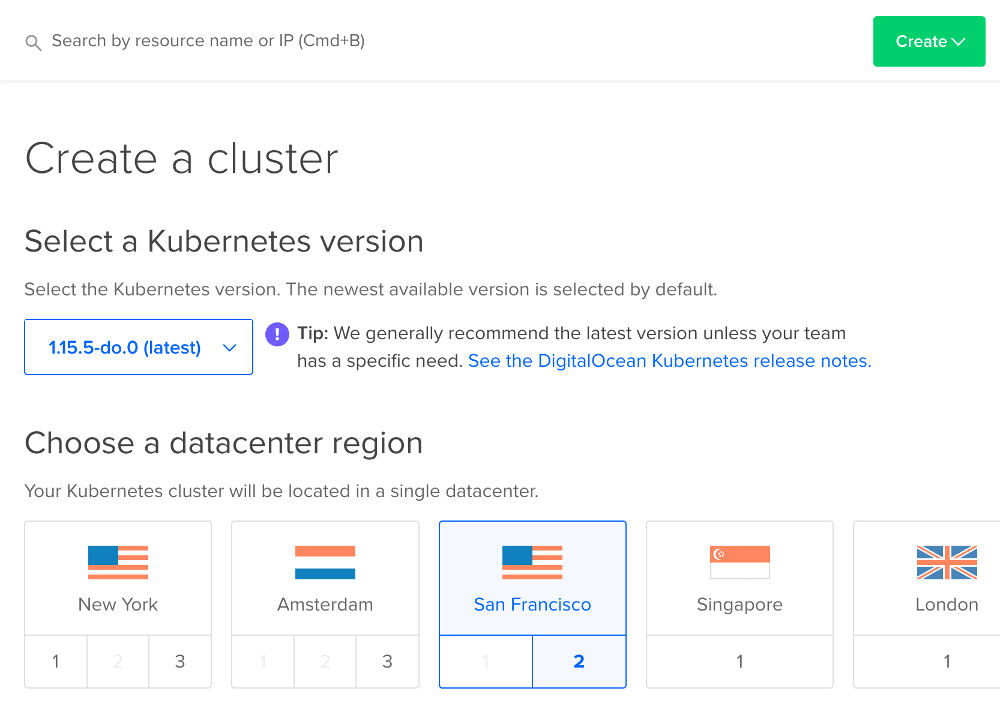 Search by resource name or IP (Cmd+B)
Create
Create a cluster
Select a Kubernetes version
Select the Kubernetes version. The newest available version is selected by default.
1.15.5-do.0 (latest)
! Tip: We generally recommend the latest version unless your team
has a specific need. See the DigitalOcean Kubernetes release notes.
Choose a datacenter region
Your Kubernetes cluster will be located in a single datacenter.
New York
Amsterdam
San Francisco
Singapore
London
1 2 3
1 2 3
1 2
1
1